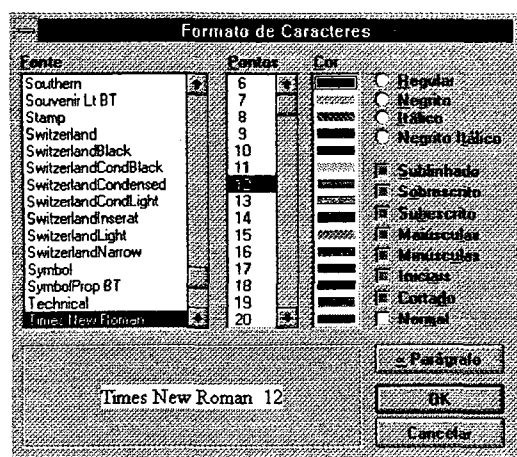 Formato de Caracteres
Fonte
Southern
Souvenir Lt BT
Stamp
Switzerland
SwitzerlandBlack
SwitzerlandCondBlack
SwitzerlandCondensed
SwitzerlandCondLight
SwitzerlandInserat
SwitzerlandLight
SwitzerlandNarrow
Symbol
SymbolProp BT
Technical
Times New Roman
Pontos
6
7
8
9
10
11
12
13
14
15
16
17
18
19
20
Cor
Regular
Negrito
Itálico
Negrito Itálico
Sublinhado
Sobrescrito
Subescrito
Maiúsculas
Minúsculas
Iniciais
Cortado
Normal
Times New Roman 12
= Parágrafo
OK
Cancelar